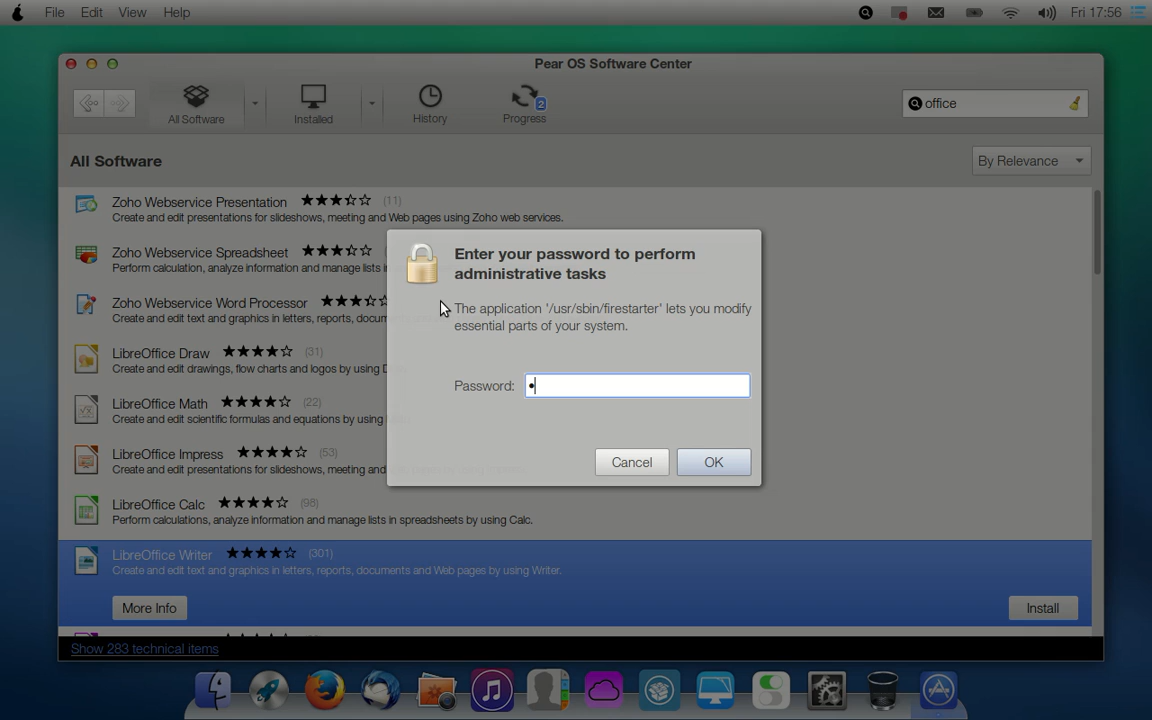 File Edit View Help Fri 17:56
Pear OS Software Center
All Software Installed History Progress 2 office
All Software By Relevance
Zoho Webservice Presentation (11)
Create and edit presentations for slideshows, meeting and Web pages using Zoho web services.
Zoho Webservice Spreadsheet
Perform calculation, analyze information and manage lists
Zoho Webservice Word Processor
Create and edit text and graphics in letters, reports,
LibreOffice Draw (31)
Create and edit drawings, flow charts and logos by using
LibreOffice Math (22)
Create and edit scientific formulas and equations by using
LibreOffice Impress (53)
Create and edit presentations for slideshows, meeting and
LibreOffice Calc (98)
Perform calculations, analyze information and manage lists in spreadsheets by using Calc.
LibreOffice Writer (301)
Create and edit text and graphics in letters, reports, documents and Web pages by using Writer.
More Info Install
Show 283 technical items
Enter your password to perform
administrative tasks
The application '/usr/sbin/firestarter' lets you modify
essential parts of your system.
Password: •
Cancel OK